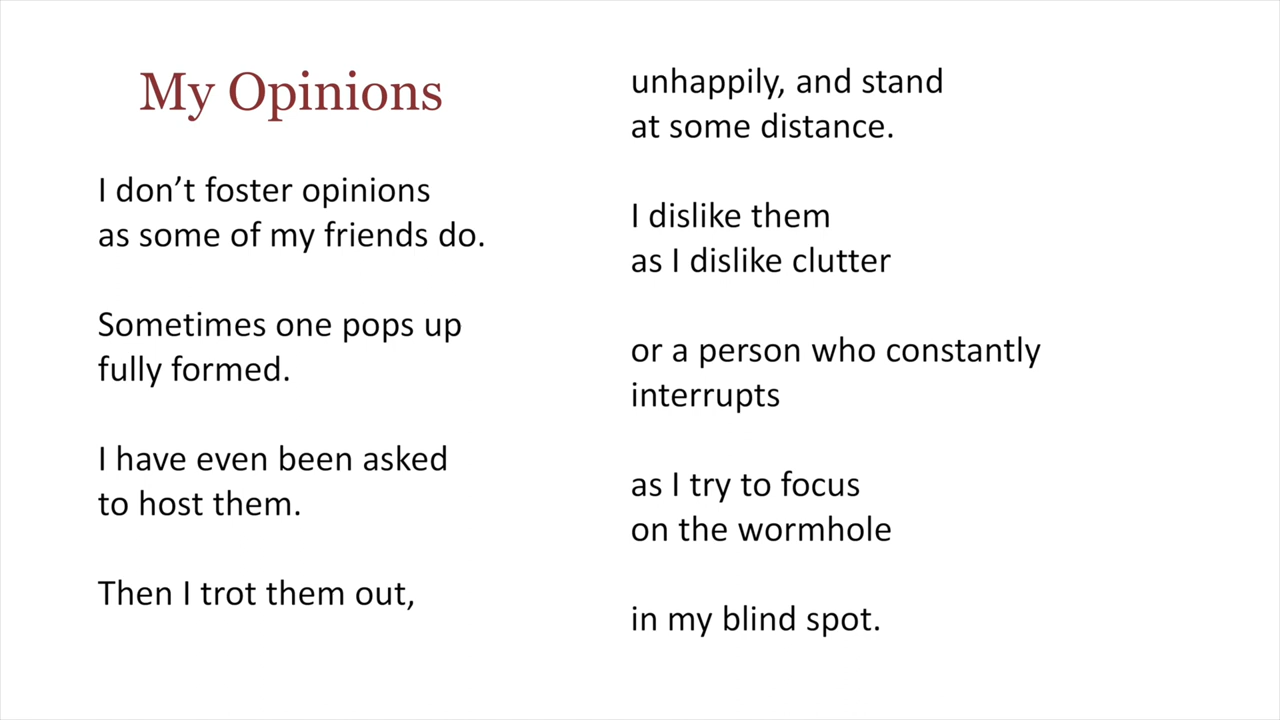 My Opinions
I don’t foster opinions
as some of my friends do.
Sometimes one pops up
fully formed.
I have even been asked
to host them.
Then I trot them out,
unhappily, and stand
at some distance.
I dislike them
as I dislike clutter
or a person who constantly
interrupts
as I try to focus
on the wormhole
in my blind spot.